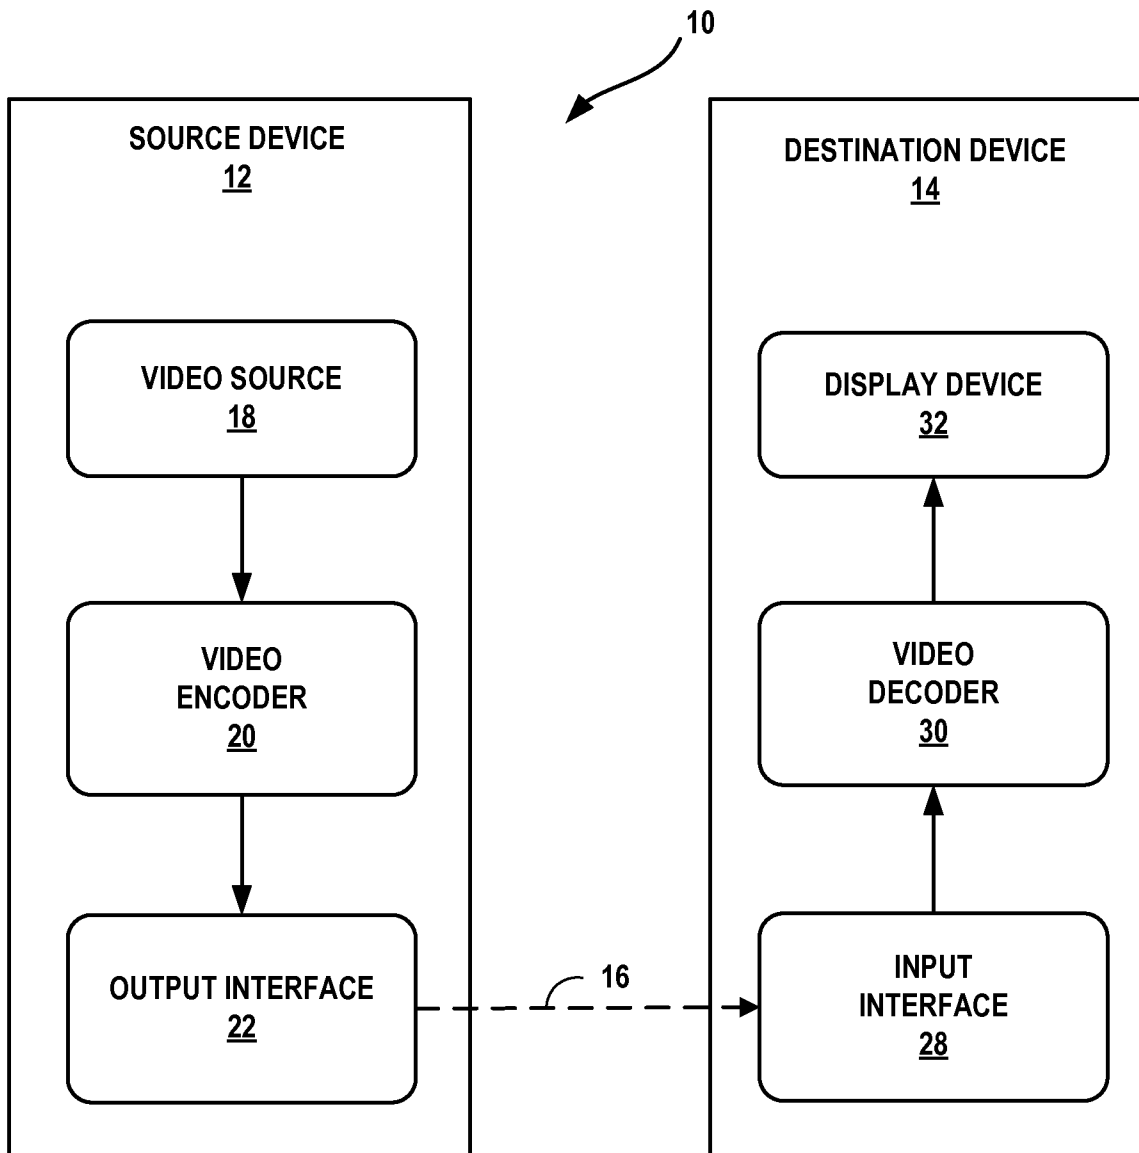 10
SOURCE DEVICE
12
VIDEO SOURCE
18
VIDEO
ENCODER
20
OUTPUT INTERFACE
22
16
DESTINATION DEVICE
14
DISPLAY DEVICE
32
VIDEO
DECODER
30
INPUT
INTERFACE
28